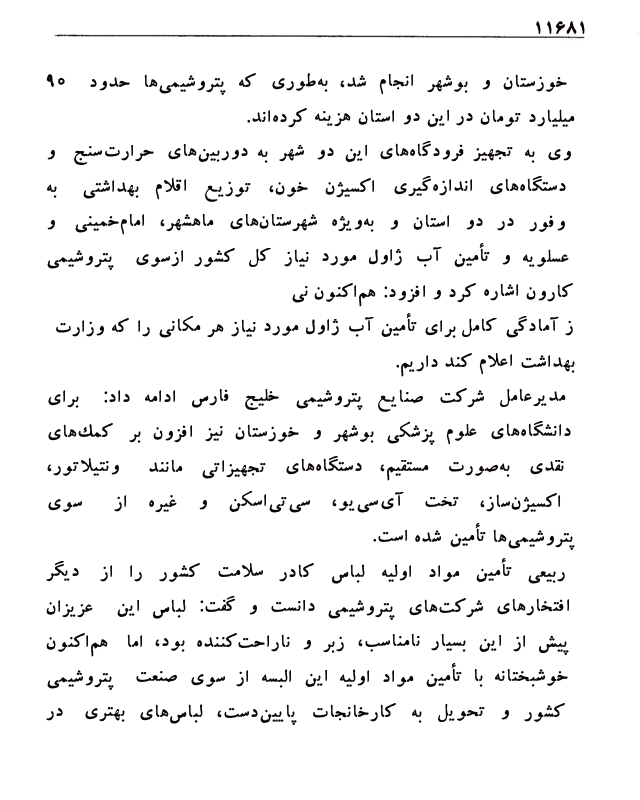 ۱۱۶۸۱
خوزستان و بوشهر انجام شد، به‌طوری که پتروشیمی‌ها حدود ۹۰
میلیارد تومان در این دو استان هزینه کرده‌اند.
وی به تجهیز فرودگاه‌های این دو شهر به دوربین‌های حرارت‌سنج و
دستگاه‌های اندازه‌گیری اکسیژن خون، توزیع اقلام بهداشتی به
وفور در دو استان و به‌ویژه شهرستان‌های ماهشهر، امام‌خمینی و
عسلویه و تأمین آب ژاول مورد نیاز کل کشور ازسوی پتروشیمی
کارون اشاره کرد و افزود: هم‌اکنون نی
ز آمادگی کامل برای تأمین آب ژاول مورد نیاز هر مکانی را که وزارت
بهداشت اعلام کند داریم.
مدیرعامل شرکت صنایع پتروشیمی خلیج فارس ادامه داد: برای
دانشگاه‌های علوم پزشکی بوشهر و خوزستان نیز افزون بر کمك‌های
نقدی به‌صورت مستقیم، دستگاه‌های تجهیزاتی مانند ونتیلاتور،
اکسیژن‌ساز، تخت آی‌سی‌یو، سی‌تی‌اسکن و غیره از سوی
پتروشیمی‌ها تأمین شده است.
ربیعی تأمین مواد اولیه لباس کادر سلامت کشور را از دیگر
افتخارهای شرکت‌های پتروشیمی دانست و گفت: لباس این عزیزان
پیش از این بسیار نامناسب، زبر و ناراحت‌کننده بود، اما هم‌اکنون
خوشبختانه با تأمین مواد اولیه این البسه از سوی صنعت پتروشیمی
کشور و تحویل به کارخانجات پایین‌دست، لباس‌های بهتری در